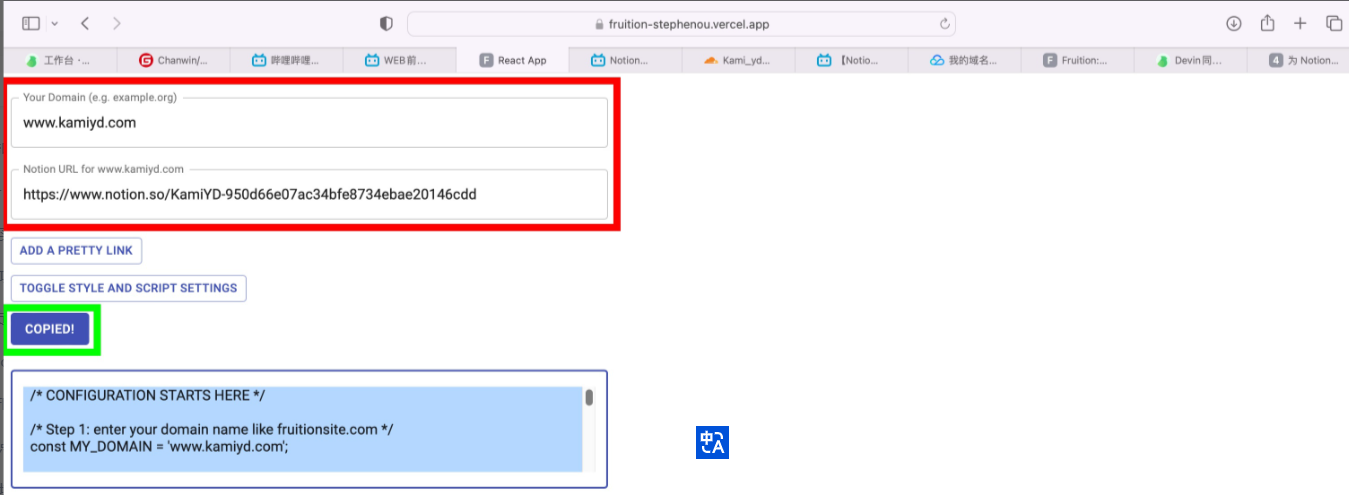 fruition-stephenou.vercel.app
工作台 · ...
Chanwin/...
哔哩哔哩...
WEB前...
React App
Notion...
Kami_yd...
【Notio...
我的域名...
Fruition:...
Devin同...
为 Notion...
Your Domain (e.g. example.org)
www.kamiyd.com
Notion URL for www.kamiyd.com
https://www.notion.so/KamiYD-950d66e07ac34bfe8734ebae20146cdd
ADD A PRETTY LINK
TOGGLE STYLE AND SCRIPT SETTINGS
COPIED!
/* CONFIGURATION STARTS HERE */
/* Step 1: enter your domain name like fruitionsite.com */
const MY_DOMAIN = 'www.kamiyd.com';
中
A